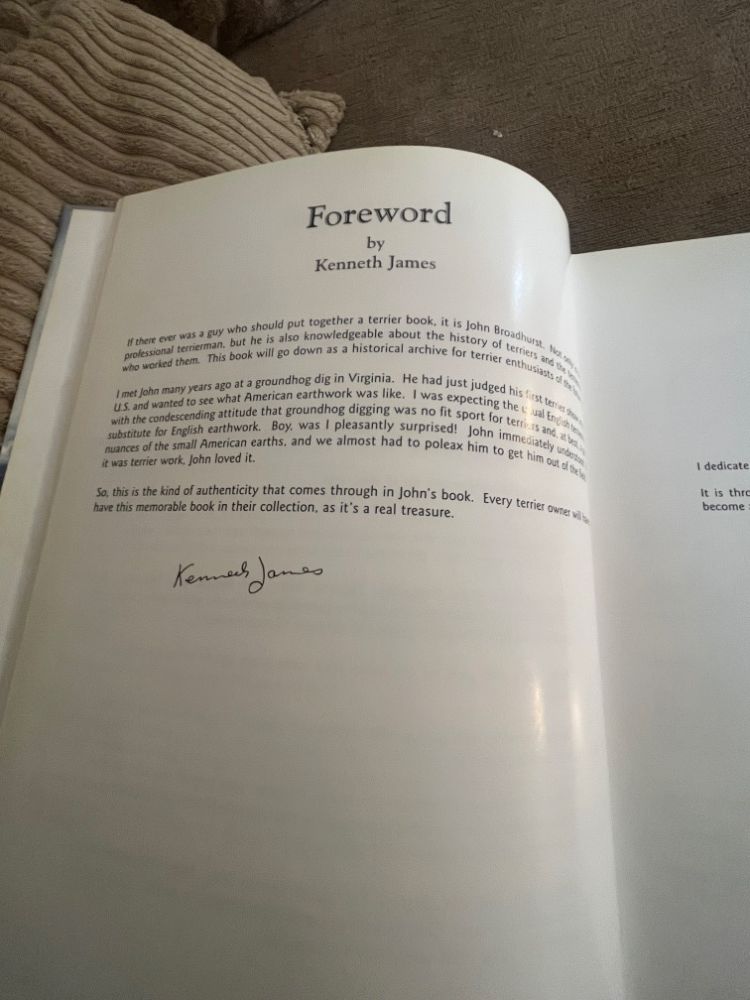 Foreword
by
Kenneth James
If there ever was a guy who should put together a terrier book, it is John Broadhurst. Not only
professional terrierman, but he is also knowledgeable about the history of terriers and the
who worked them. This book will go down as a historical archive for terrier enthusiasts of the
I met John many years ago at a groundhog dig in Virginia. He had just judged his first terrier show
U.S. and wanted to see what American earthwork was like. I was expecting the usual English
with the condescending attitude that groundhog digging was no fit sport for terriers and, at best,
substitute for English earthwork. Boy, was I pleasantly surprised! John immediately understood
nuances of the small American earths, and we almost had to poleax him to get him out of the
it was terrier work, John loved it.
So, this is the kind of authenticity that comes through in John's book. Every terrier owner will
have this memorable book in their collection, as it's a real treasure.
Kenneth James
I dedicate
It is
become